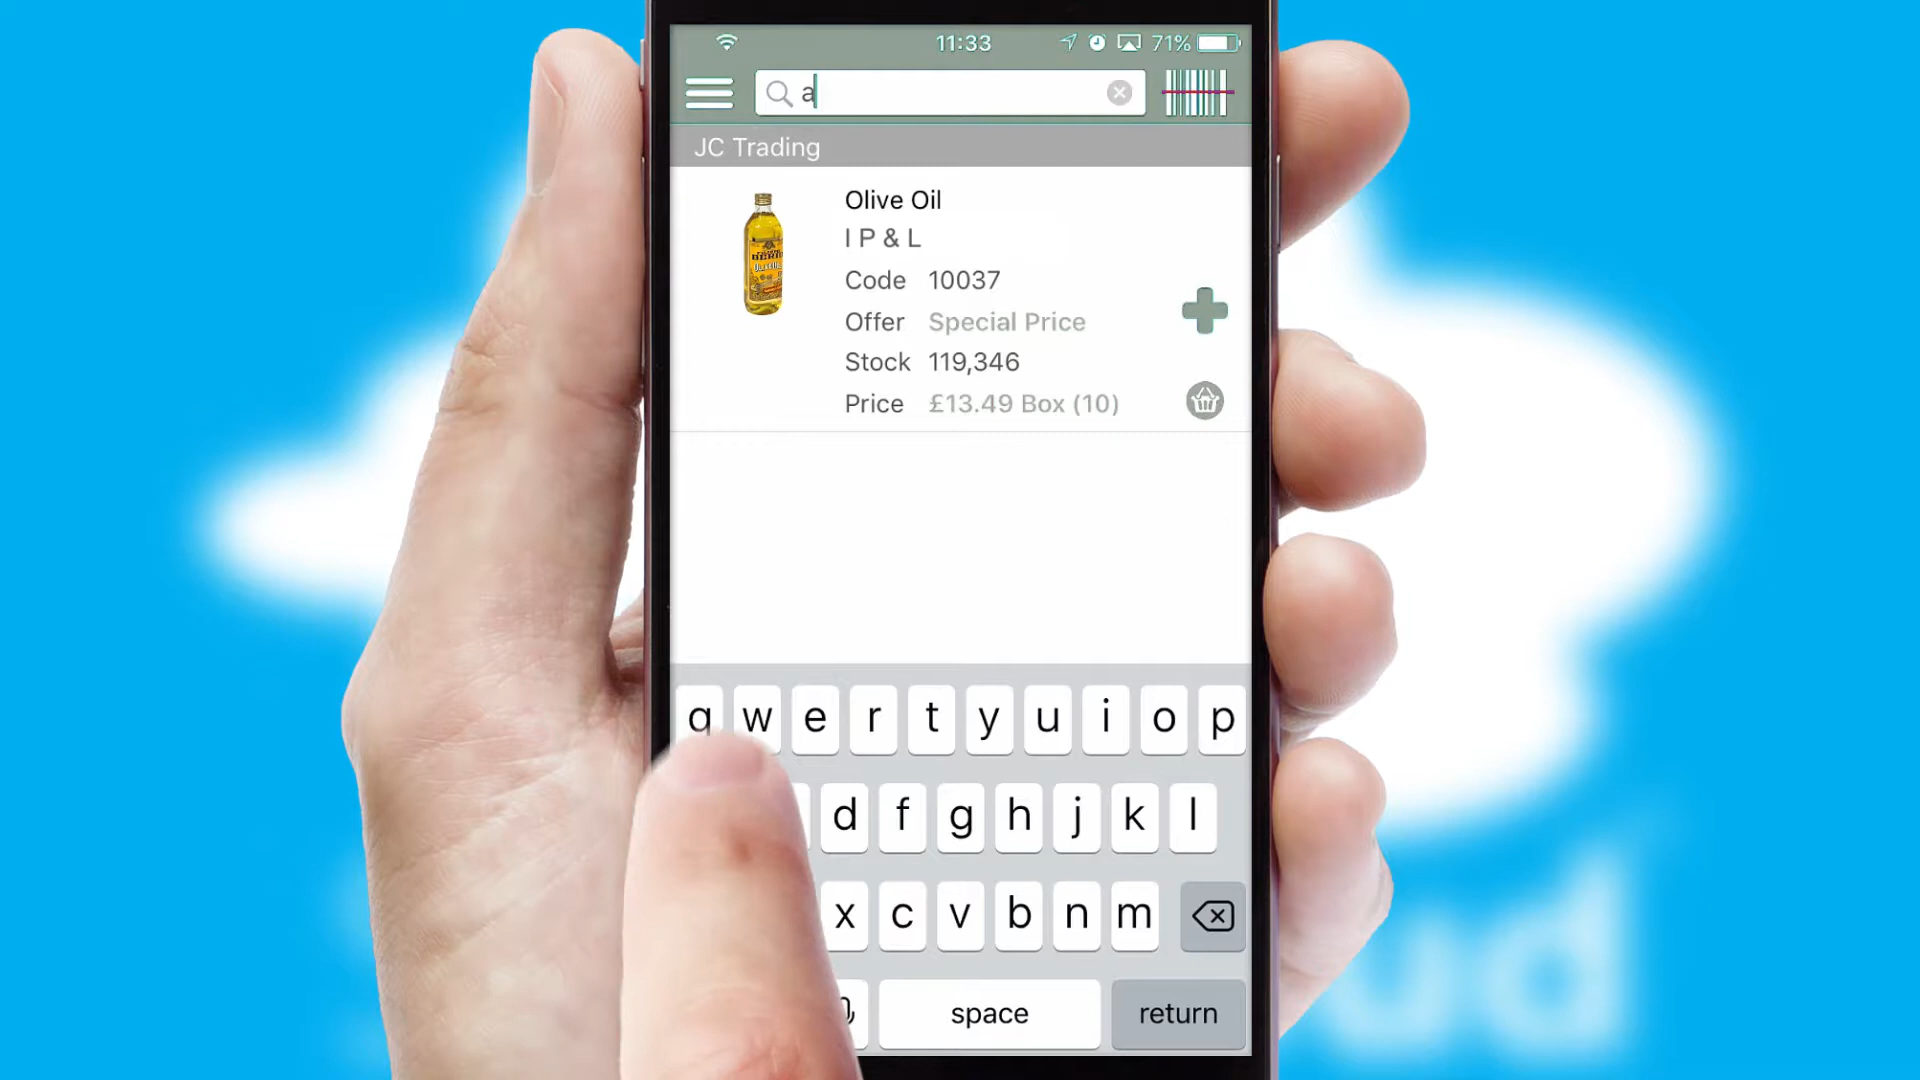 11:33 71%
a
JC Trading
Olive Oil
I P & L
Code 10037
Offer Special Price
Stock 119,346
Price £13.49 Box (10)
q w e r t y u i o p
d f g h j k l
x c v b n m
space return
ud